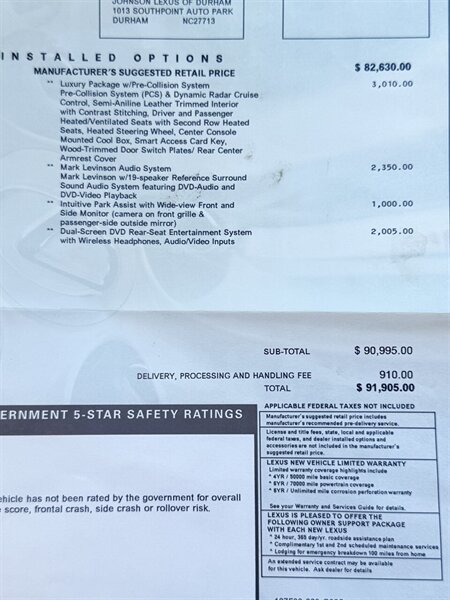 JOHNSON LEXUS OF DURHAM
1013 SOUTHPOINT AUTO PARK
DURHAM NC27713
INSTALLED OPTIONS
MANUFACTURER'S SUGGESTED RETAIL PRICE $ 82,630.00
** Luxury Package w/Pre-Collision System 3,010.00
Pre-Collision System (PCS) & Dynamic Radar Cruise
Control, Semi-Aniline Leather Trimmed Interior
with Contrast Stitching, Driver and Passenger
Heated/Ventilated Seats with Second Row Heated
Seats, Heated Steering Wheel, Center Console
Mounted Cool Box, Smart Access Card Key,
Wood-Trimmed Door Switch Plates/ Rear Center
Armrest Cover
** Mark Levinson Audio System 2,350.00
Mark Levinson w/19-speaker Reference Surround
Sound Audio System featuring DVD-Audio and
DVD-Video Playback
** Intuitive Park Assist with Wide-view Front and 1,000.00
Side Monitor (camera on front grille &
passenger-side outside mirror)
** Dual-Screen DVD Rear-Seat Entertainment System 2,005.00
with Wireless Headphones, Audio/Video Inputs
SUB-TOTAL $ 90,995.00
DELIVERY, PROCESSING AND HANDLING FEE 910.00
TOTAL $ 91,905.00
ERNMENT 5-STAR SAFETY RATINGS
ehicle has not been rated by the government for overall
e score, frontal crash, side crash or rollover risk.
APPLICABLE FEDERAL TAXES NOT INCLUDED
Manufacturer's suggested retail price includes
manufacturer's recommended pre-delivery service.
License and title fees, state, local and applicable
federal taxes, and dealer installed options and
accessories are not included in the manufacturer's
suggested retail price.
LEXUS NEW VEHICLE LIMITED WARRANTY
Limited warranty coverage highlights include
* 4YR / 50000 mile basic coverage
* 6YR / 70000 mile powertrain coverage
* 6YR / Unlimited mile corrosion perforation warranty
See your Warranty and Services Guide for details.
LEXUS IS PLEASED TO OFFER THE
FOLLOWING OWNER SUPPORT PACKAGE
WITH EACH NEW LEXUS
* 24 hour, 365 day/yr. roadside assistance plan
* Complimentary 1st and 2nd scheduled maintenance services
* Lodging for emergency breakdown 100 miles from home
An extended service contract may be available
for this vehicle. Ask dealer for details